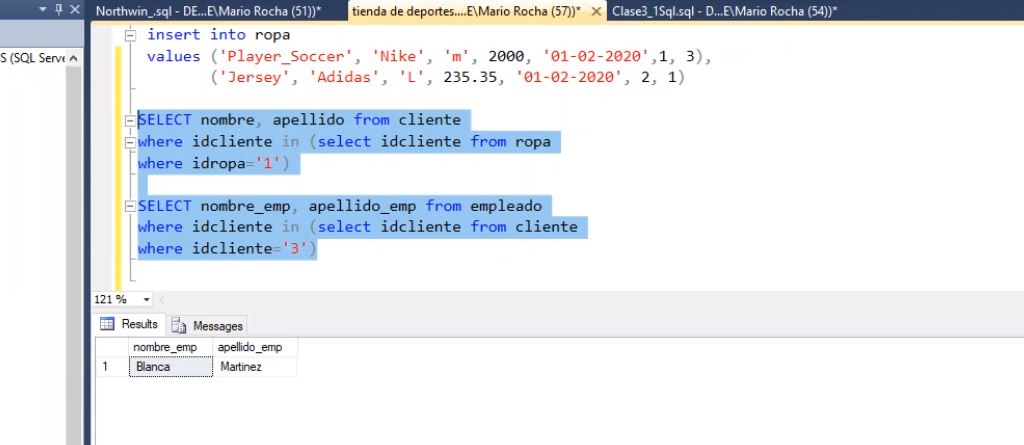 Northwin_.sql - DE...E\Mario Rocha (51))* tienda de deportes....E\Mario Rocha (57))* Clase3_1Sql.sql - D...E\Mario Rocha (54))*
S (SQL Serve
insert into ropa
values ('Player_Soccer', 'Nike', 'm', 2000, '01-02-2020',1, 3),
('Jersey', 'Adidas', 'L', 235.35, '01-02-2020', 2, 1)
SELECT nombre, apellido from cliente
where idcliente in (select idcliente from ropa
where idropa='1')
SELECT nombre_emp, apellido_emp from empleado
where idcliente in (select idcliente from cliente
where idcliente='3')
121 %
Results Messages
nombre_emp apellido_emp
1 Blanca Martinez